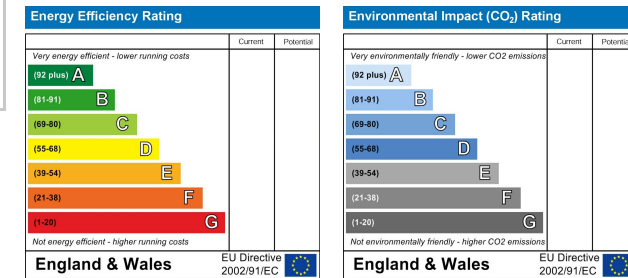 Energy Efficiency Rating
Current Potential
Very energy efficient - lower running costs
(92 plus) A
(81-91) B
(69-80) C
(55-68) D
(39-54) E
(21-38) F
(1-20) G
Not energy efficient - higher running costs
England & Wales
EU Directive
2002/91/EC
Environmental Impact (CO₂) Rating
Current Potential
Very environmentally friendly - lower CO2 emissions
(92 plus) A
(81-91) B
(69-80) C
(55-68) D
(39-54) E
(21-38) F
(1-20) G
Not environmentally friendly - higher CO2 emissions
England & Wales
EU Directive
2002/91/EC